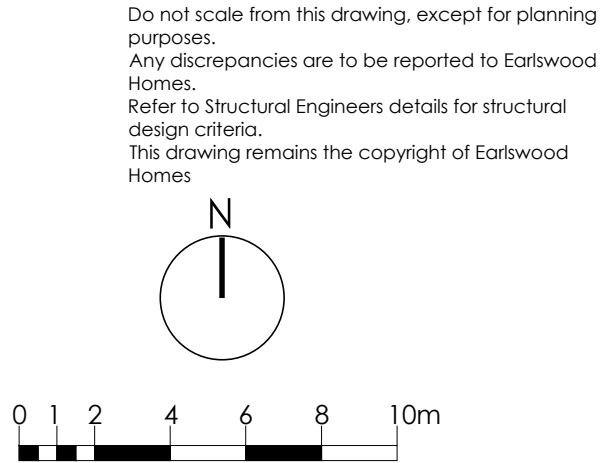 Do not scale from this drawing, except for planning
purposes.
Any discrepancies are to be reported to Earlswood
Homes.
Refer to Structural Engineers details for structural
design criteria.
This drawing remains the copyright of Earlswood
Homes
N
0 1 2 4 6 8 10m